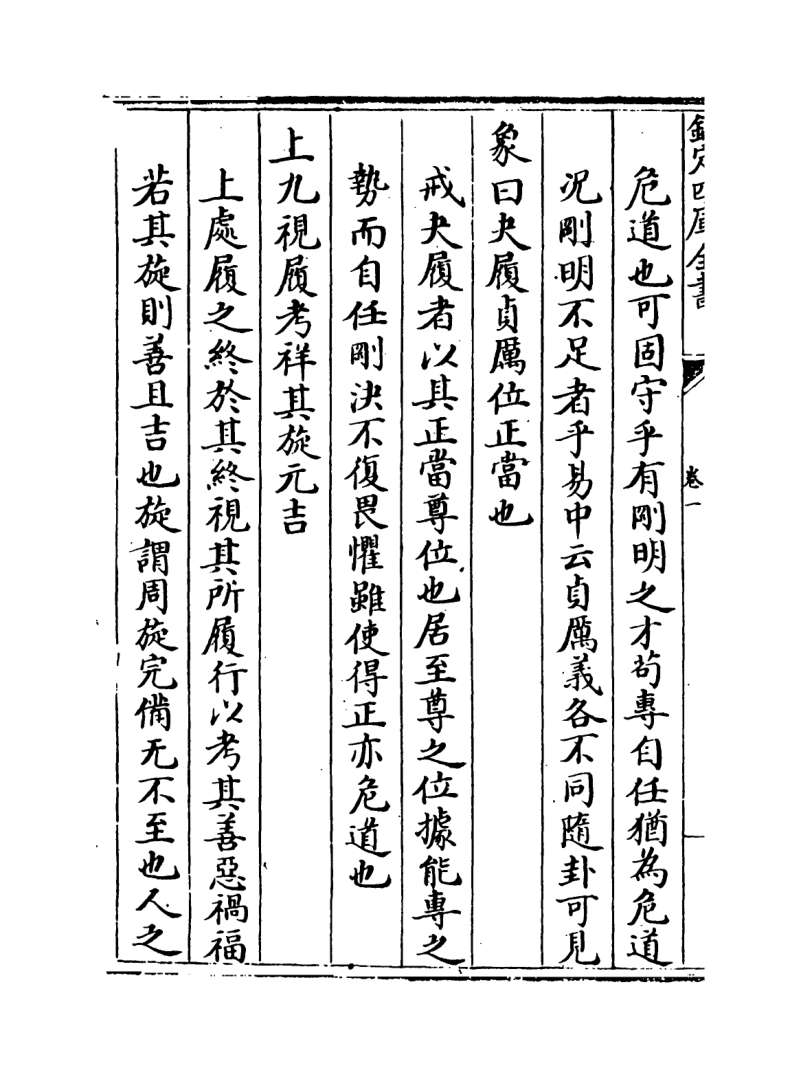 欽定四庫全書
卷一
危道也可固守乎有剛明之才茍專自任猶為危道
況剛明不足者乎易中云貞厲義各不同隨卦可見
象曰夬履貞厲位正當也
戒夬履者以其正當尊位也居至尊之位據能專之
勢而自任剛決不復畏懼雖使得正亦危道也
上九視履考祥其旋元吉
上處履之終於其終視其所履行以考其善惡禍福
若其旋則善且吉也旋謂周旋完備无不至也人之